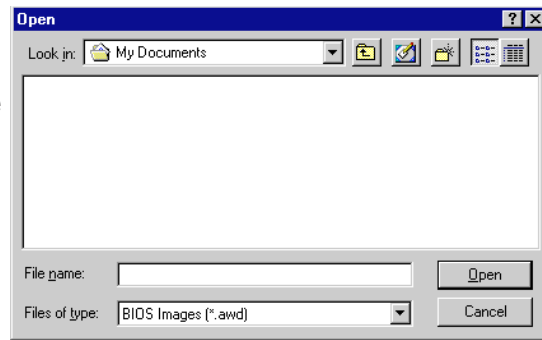 Open
Look in: My Documents
File name:
Open
Files of type: BIOS Images (*.awd)
Cancel